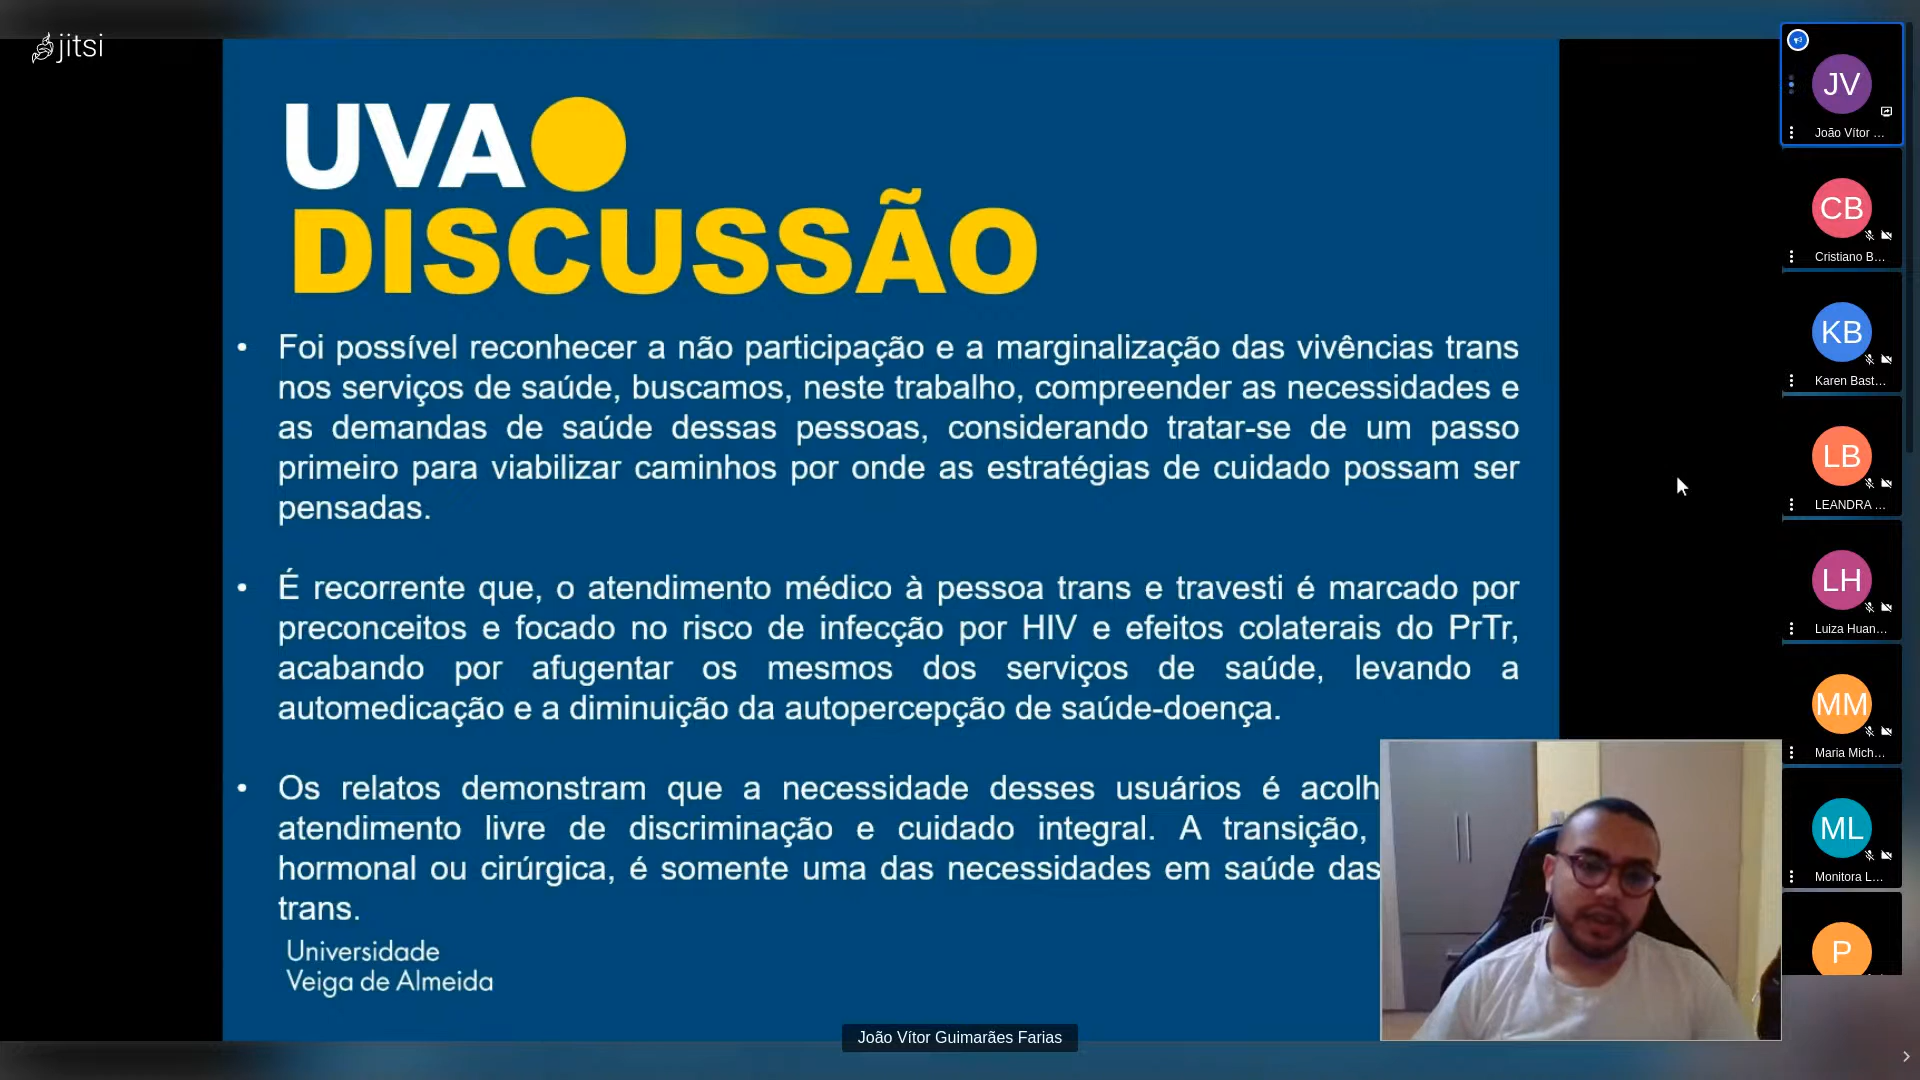 jitsi
UVA
DISCUSSÃO
• Foi possível reconhecer a não participação e a marginalização das vivências trans
nos serviços de saúde, buscamos, neste trabalho, compreender as necessidades e
as demandas de saúde dessas pessoas, considerando tratar-se de um passo
primeiro para viabilizar caminhos por onde as estratégias de cuidado possam ser
pensadas.
• É recorrente que, o atendimento médico à pessoa trans e travesti é marcado por
preconceitos e focado no risco de infecção por HIV e efeitos colaterais do PrTr,
acabando por afugentar os mesmos dos serviços de saúde, levando a
automedicação e a diminuição da autopercepção de saúde-doença.
• Os relatos demonstram que a necessidade desses usuários é acolh
atendimento livre de discriminação e cuidado integral. A transição,
hormonal ou cirúrgica, é somente uma das necessidades em saúde das
trans.
Universidade
Veiga de Almeida
João Vítor Guimarães Farias
JV
João Vítor ...
CB
Cristiano B...
KB
Karen Bast...
LB
LEANDRA ...
LH
Luiza Huan...
MM
Maria Mich...
ML
Monitora L...
P